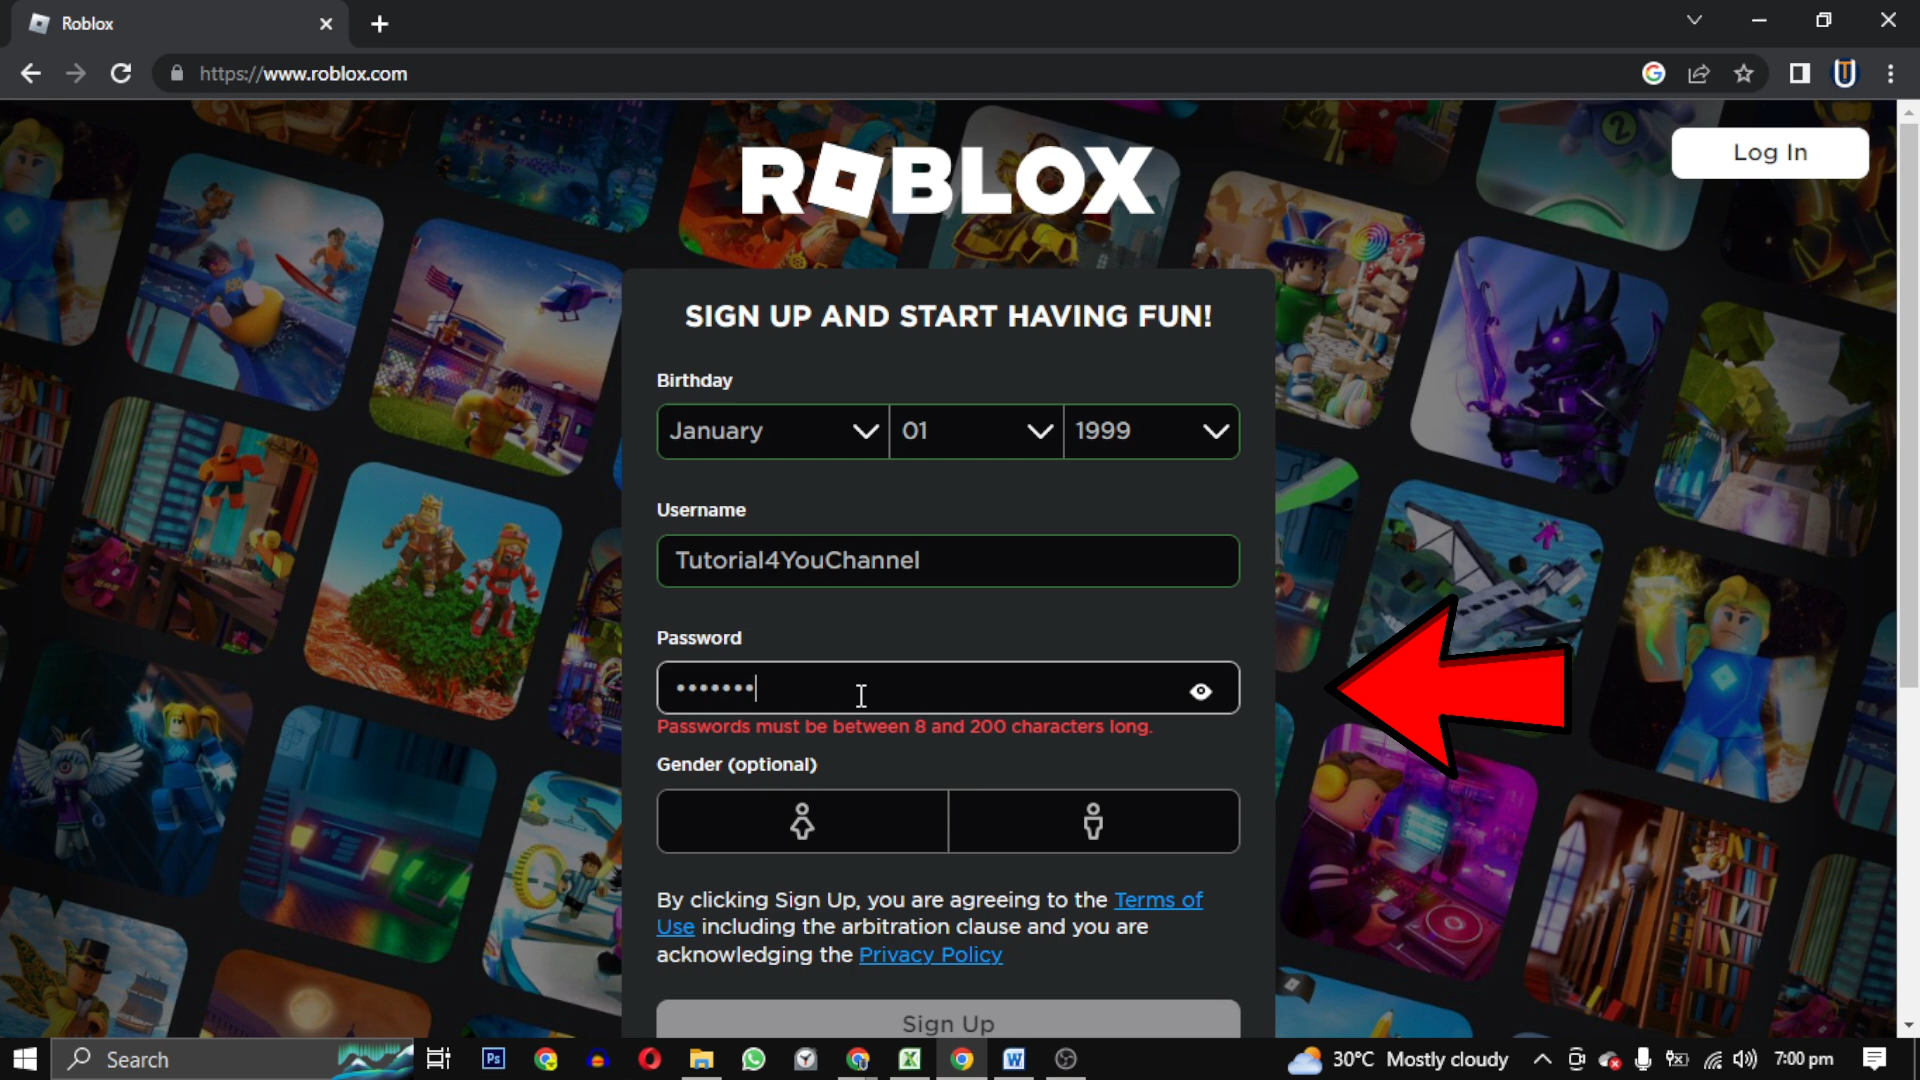 Roblox
https://www.roblox.com
Log In
ROBLOX
2
SIGN UP AND START HAVING FUN!
Birthday
January 01 1999
Username
Tutorial4YouChannel
Password
•••••••
Passwords must be between 8 and 200 characters long.
Gender (optional)
By clicking Sign Up, you are agreeing to the Terms of
Use including the arbitration clause and you are
acknowledging the Privacy Policy
Sign Up
Search
Ps
30°C Mostly cloudy
7:00 pm